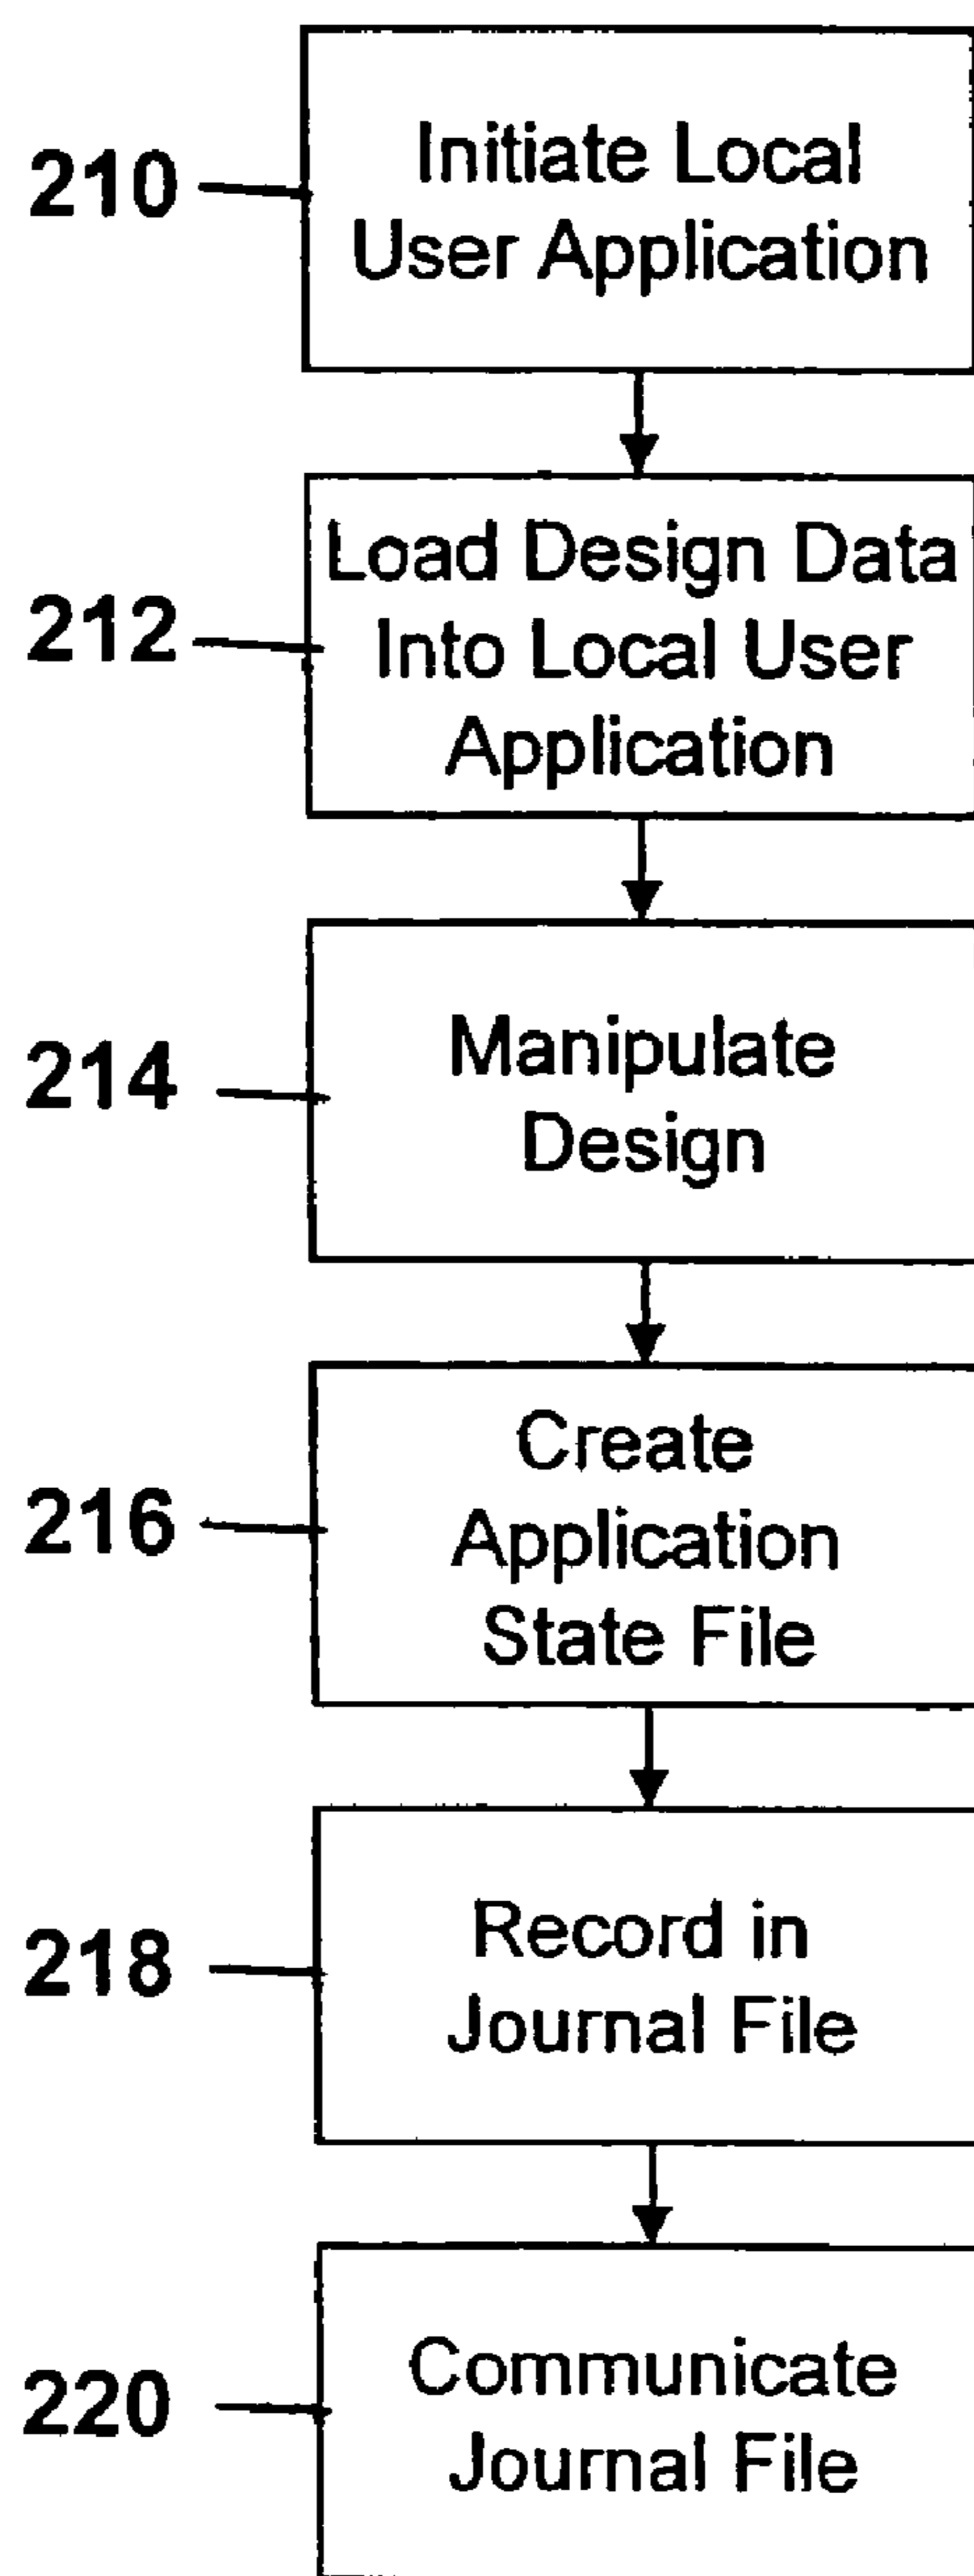 210
Initiate Local
User Application
212
Load Design Data
Into Local User
Application
214
Manipulate
Design
216
Create
Application
State File
218
Record in
Journal File
220
Communicate
Journal File